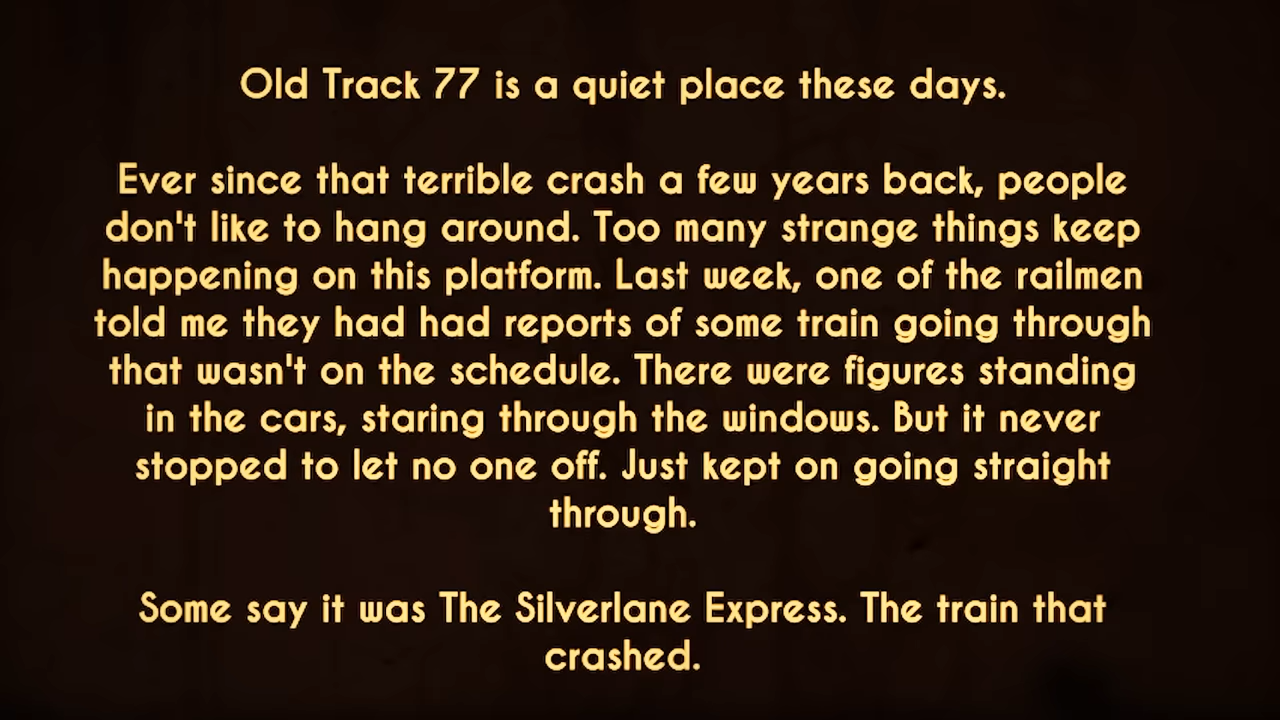 Old Track 77 is a quiet place these days.
Ever since that terrible crash a few years back, people
don't like to hang around. Too many strange things keep
happening on this platform. Last week, one of the railmen
told me they had had reports of some train going through
that wasn't on the schedule. There were figures standing
in the cars, staring through the windows. But it never
stopped to let no one off. Just kept on going straight
through.
Some say it was The Silverlane Express. The train that
crashed.